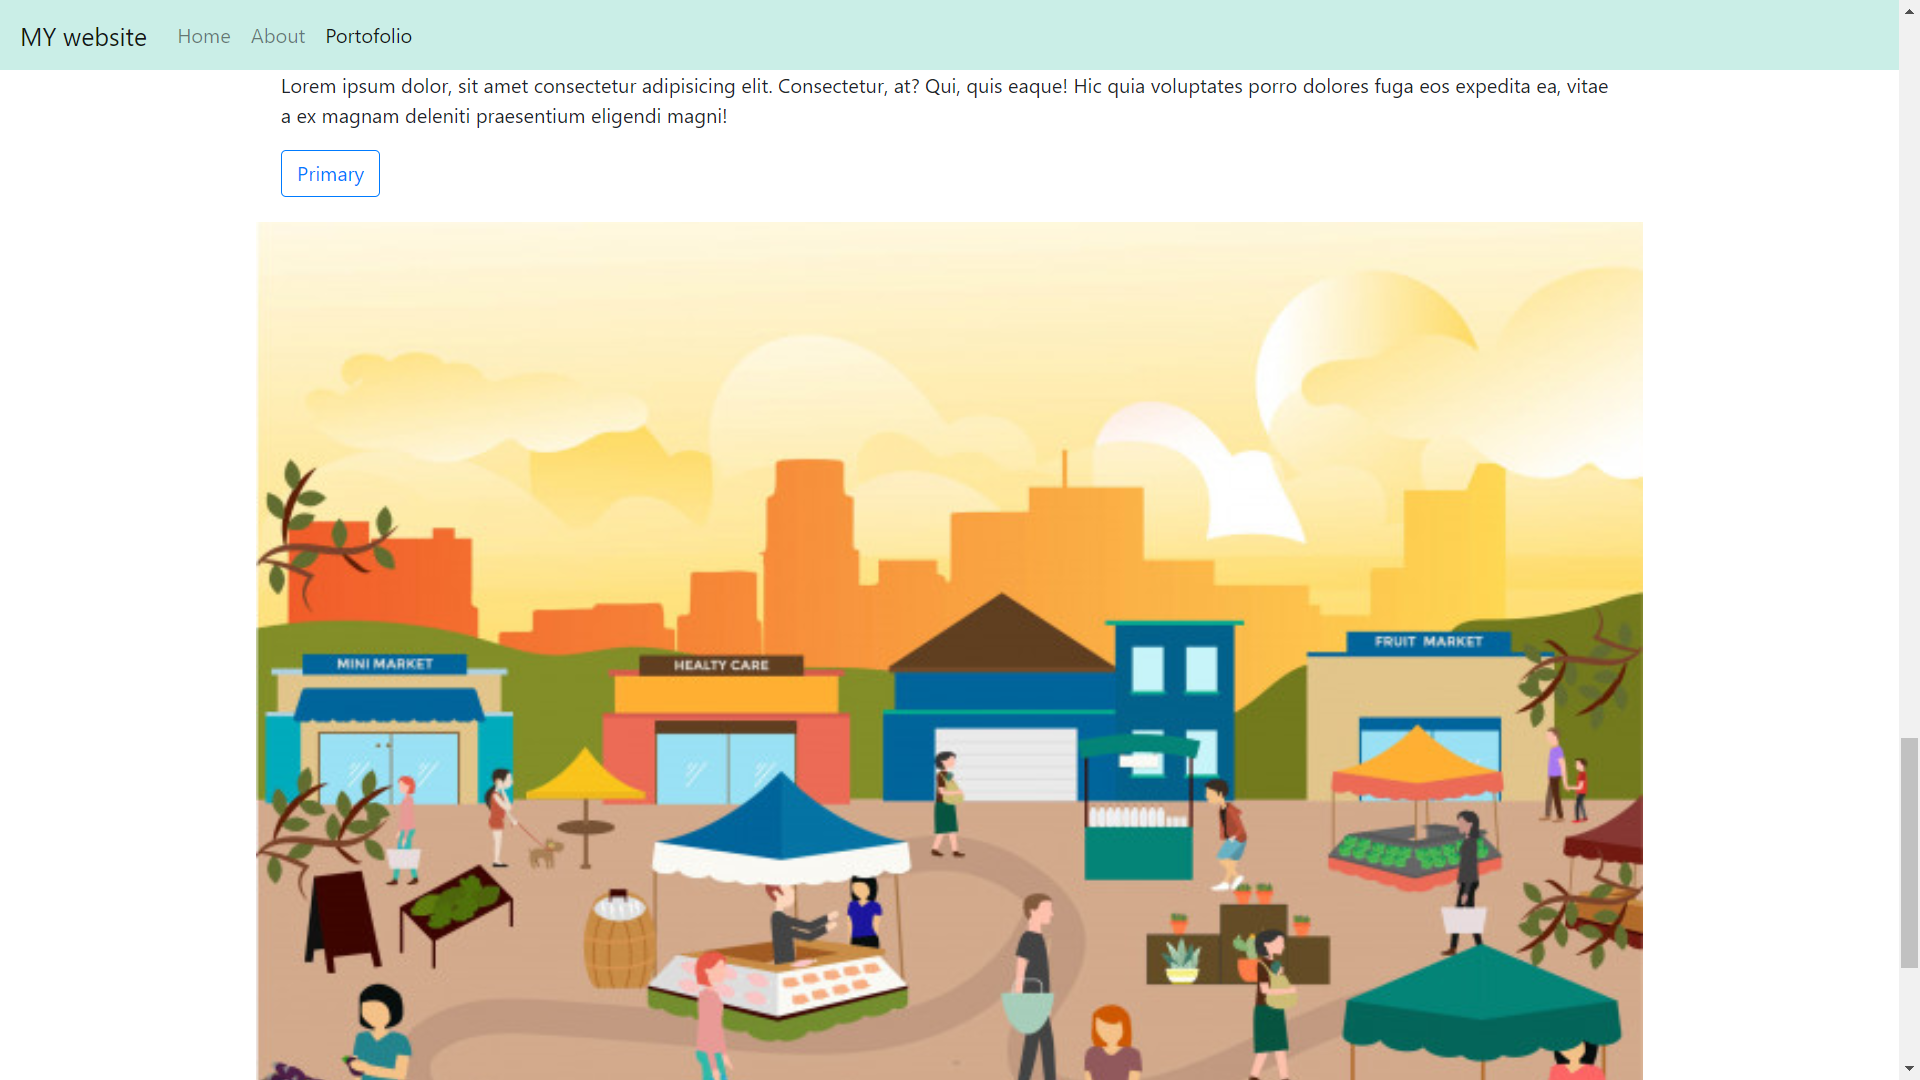 MY website Home About Portofolio
Lorem ipsum dolor, sit amet consectetur adipisicing elit. Consectetur, at? Qui, quis eaque! Hic quia voluptates porro dolores fuga eos expedita ea, vitae
a ex magnam deleniti praesentium eligendi magni!
Primary
FRUIT MARKET
MINI MARKET
HEALTY CARE